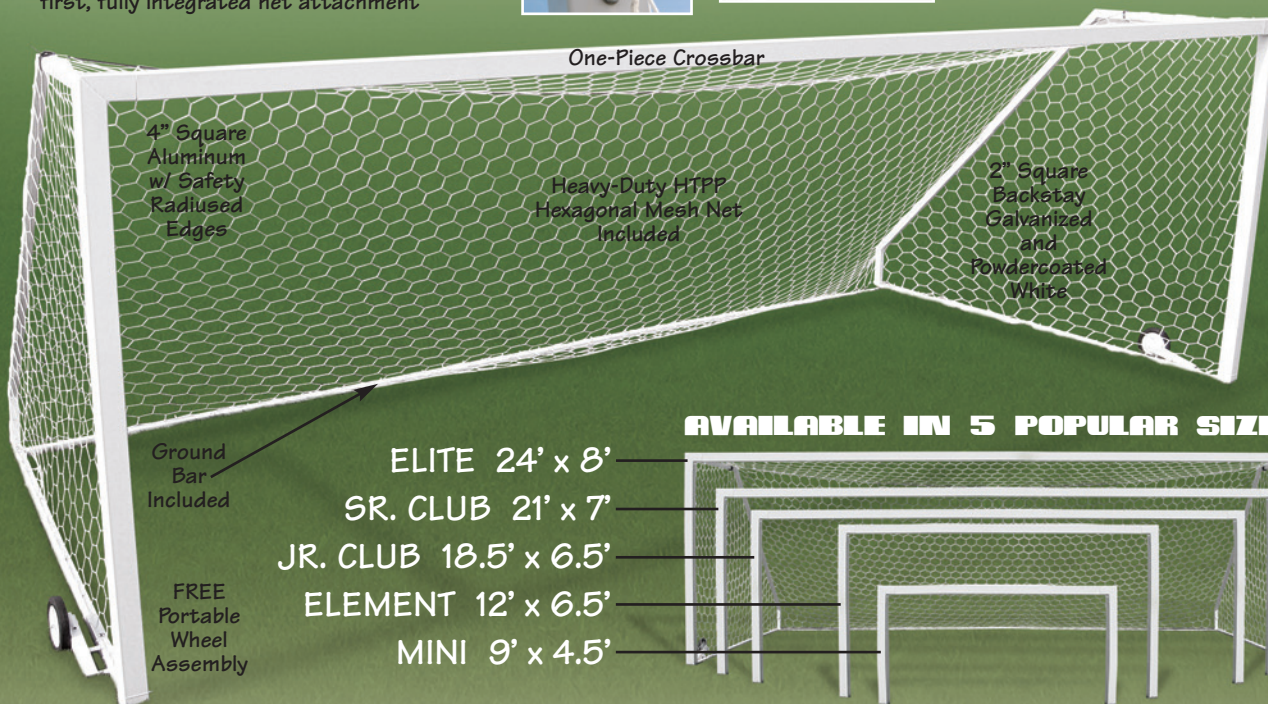 first, fully integrated net attachment
One-Piece Crossbar
4” Square
Aluminum
w/ Safety
Radiused
Edges
Heavy-Duty HTPP
Hexagonal Mesh Net
Included
2” Square
Backstay
Galvanized
and
Powdercoated
White
Ground
Bar
Included
FREE
Portable
Wheel
Assembly
AVAILABLE IN 5 POPULAR
ELITE 24’ x 8’
SR. CLUB 21’ x 7’
JR. CLUB 18.5’ x 6.5’
ELEMENT 12’ x 6.5’
MINI 9’ x 4.5’